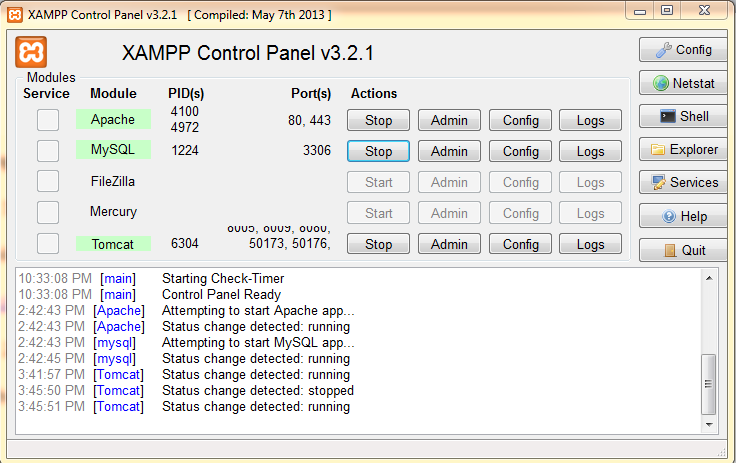 XAMPP Control Panel v3.2.1 [ Compiled: May 7th 2013 ]
XAMPP Control Panel v3.2.1
Config
Modules
Service Module PID(s) Port(s) Actions
Netstat
Apache 4100 80, 443 Stop Admin Config Logs
4972
Shell
MySQL 1224 3306 Stop Admin Config Logs
Explorer
FileZilla Start Admin Config Logs
Services
Mercury Start Admin Config Logs
Help
8005, 8009, 8080,
Tomcat 6304 50173, 50176, Stop Admin Config Logs
Quit
10:33:08 PM [main] Starting Check-Timer
10:33:08 PM [main] Control Panel Ready
2:42:43 PM [Apache] Attempting to start Apache app...
2:42:43 PM [Apache] Status change detected: running
2:42:43 PM [mysql] Attempting to start MySQL app...
2:42:45 PM [mysql] Status change detected: running
3:41:57 PM [Tomcat] Status change detected: running
3:45:50 PM [Tomcat] Status change detected: stopped
3:45:51 PM [Tomcat] Status change detected: running